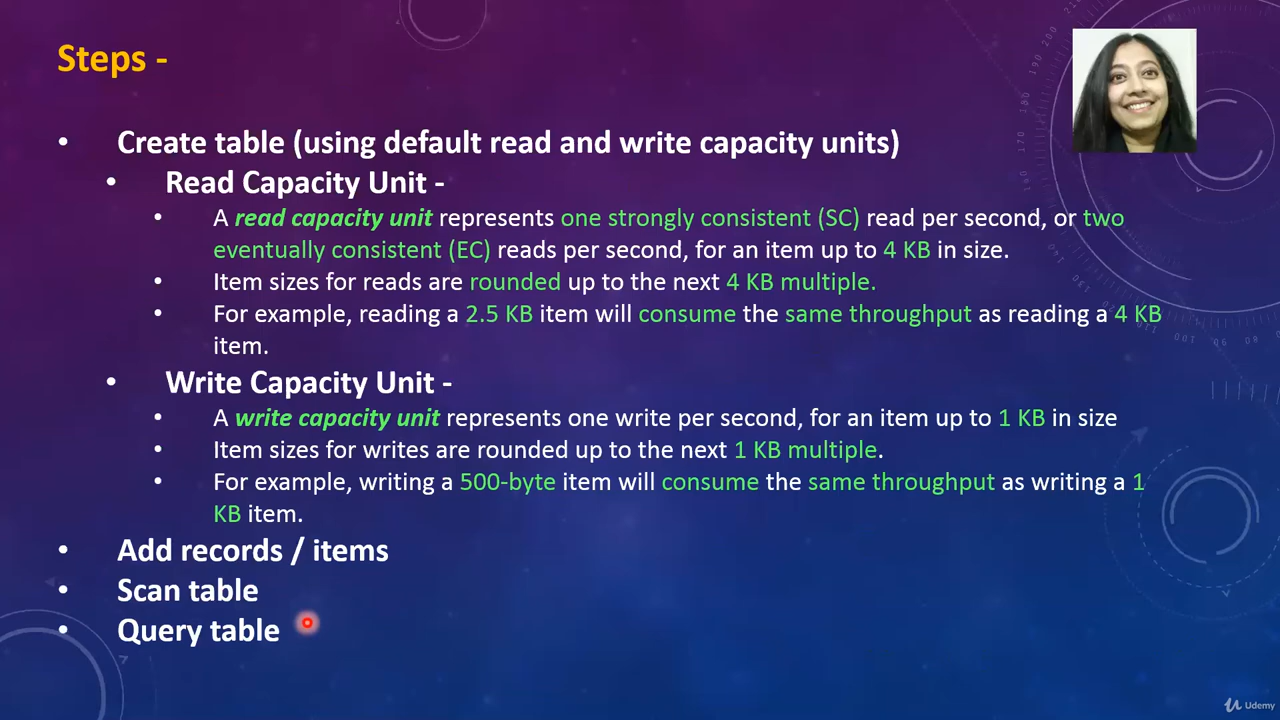 Steps -
• Create table (using default read and write capacity units)
• Read Capacity Unit -
• A read capacity unit represents one strongly consistent (SC) read per second, or two
eventually consistent (EC) reads per second, for an item up to 4 KB in size.
• Item sizes for reads are rounded up to the next 4 KB multiple.
• For example, reading a 2.5 KB item will consume the same throughput as reading a 4 KB
item.
• Write Capacity Unit -
• A write capacity unit represents one write per second, for an item up to 1 KB in size
• Item sizes for writes are rounded up to the next 1 KB multiple.
• For example, writing a 500-byte item will consume the same throughput as writing a 1
KB item.
• Add records / items
• Scan table
• Query table
Udemy